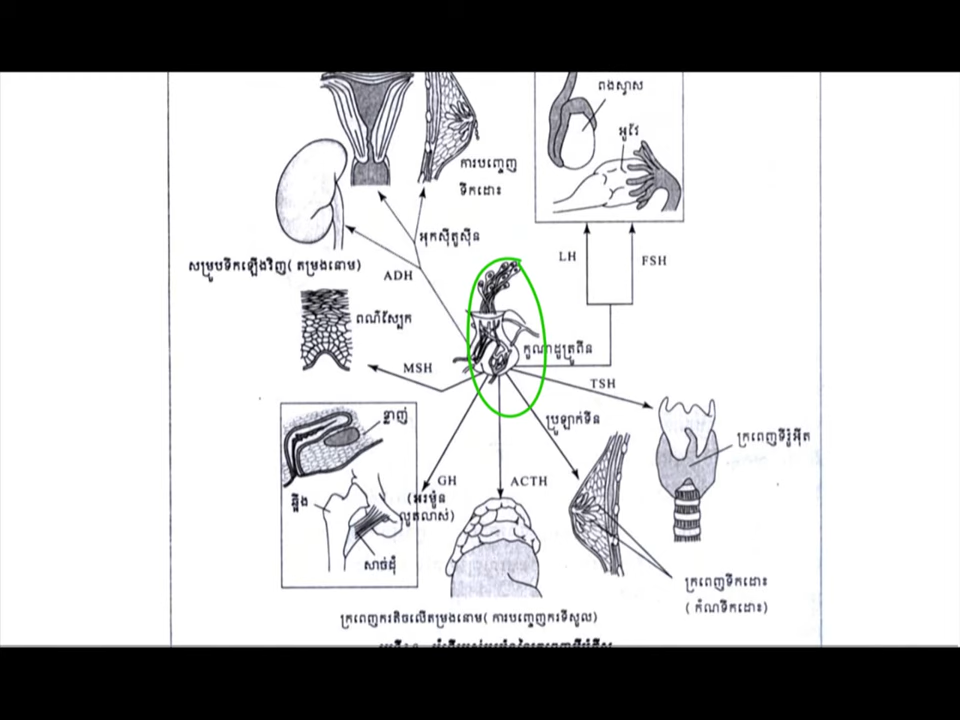 ពងស្វាស
អូវែ
ការបញ្ចេញ
ទឹកដោះ
អុកស៊ីតូស៊ីន
LH
FSH
សម្រូបទឹកឡើងវិញ( តម្រងនោម)
ADH
ពណ៌ស្បែក
កូណាដូត្រូពីន
MSH
TSH
ខ្លាញ់
ប្រូឡាក់ទីន
ក្រពេញទីរ៉ូអ៊ីត
GH
ACTH
ឆ្អឹង
(អរម៉ូន
លូតលាស់)
សាច់ដុំ
ក្រពេញទឹកដោះ
( កំណទឹកដោះ)
ក្រពេញករតិចលើតម្រងនោម( ការបញ្ចេញករទីសូល)